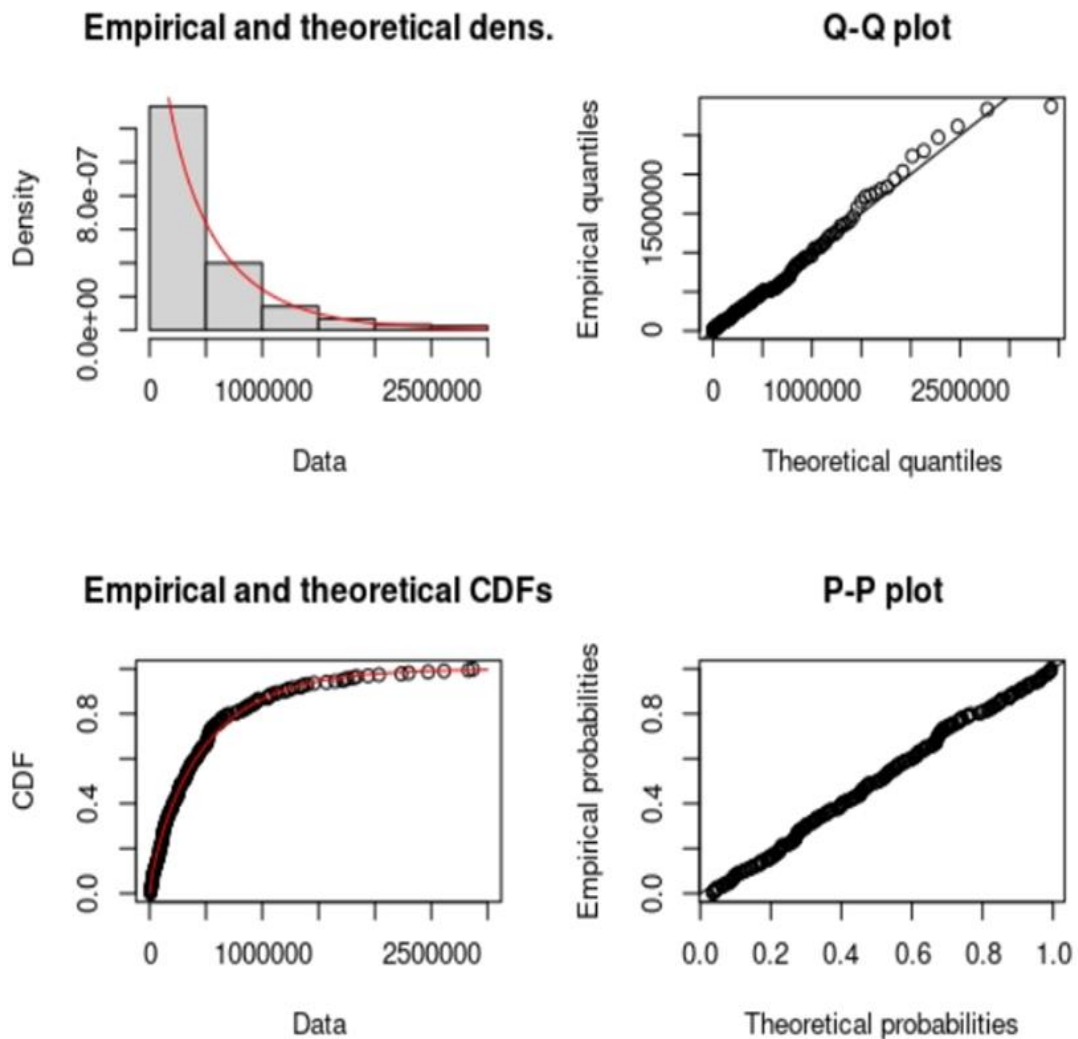 Empirical and theoretical dens.
Density
0.0e+00 8.0e-07
0 1000000 2500000
Data
Q-Q plot
Empirical quantiles
0 1500000
0 1000000 2500000
Theoretical quantiles
Empirical and theoretical CDFs
CDF
0.0 0.4 0.8
0 1000000 2500000
Data
P-P plot
Empirical probabilities
0.0 0.4 0.8
0.0 0.2 0.4 0.6 0.8 1.0
Theoretical probabilities